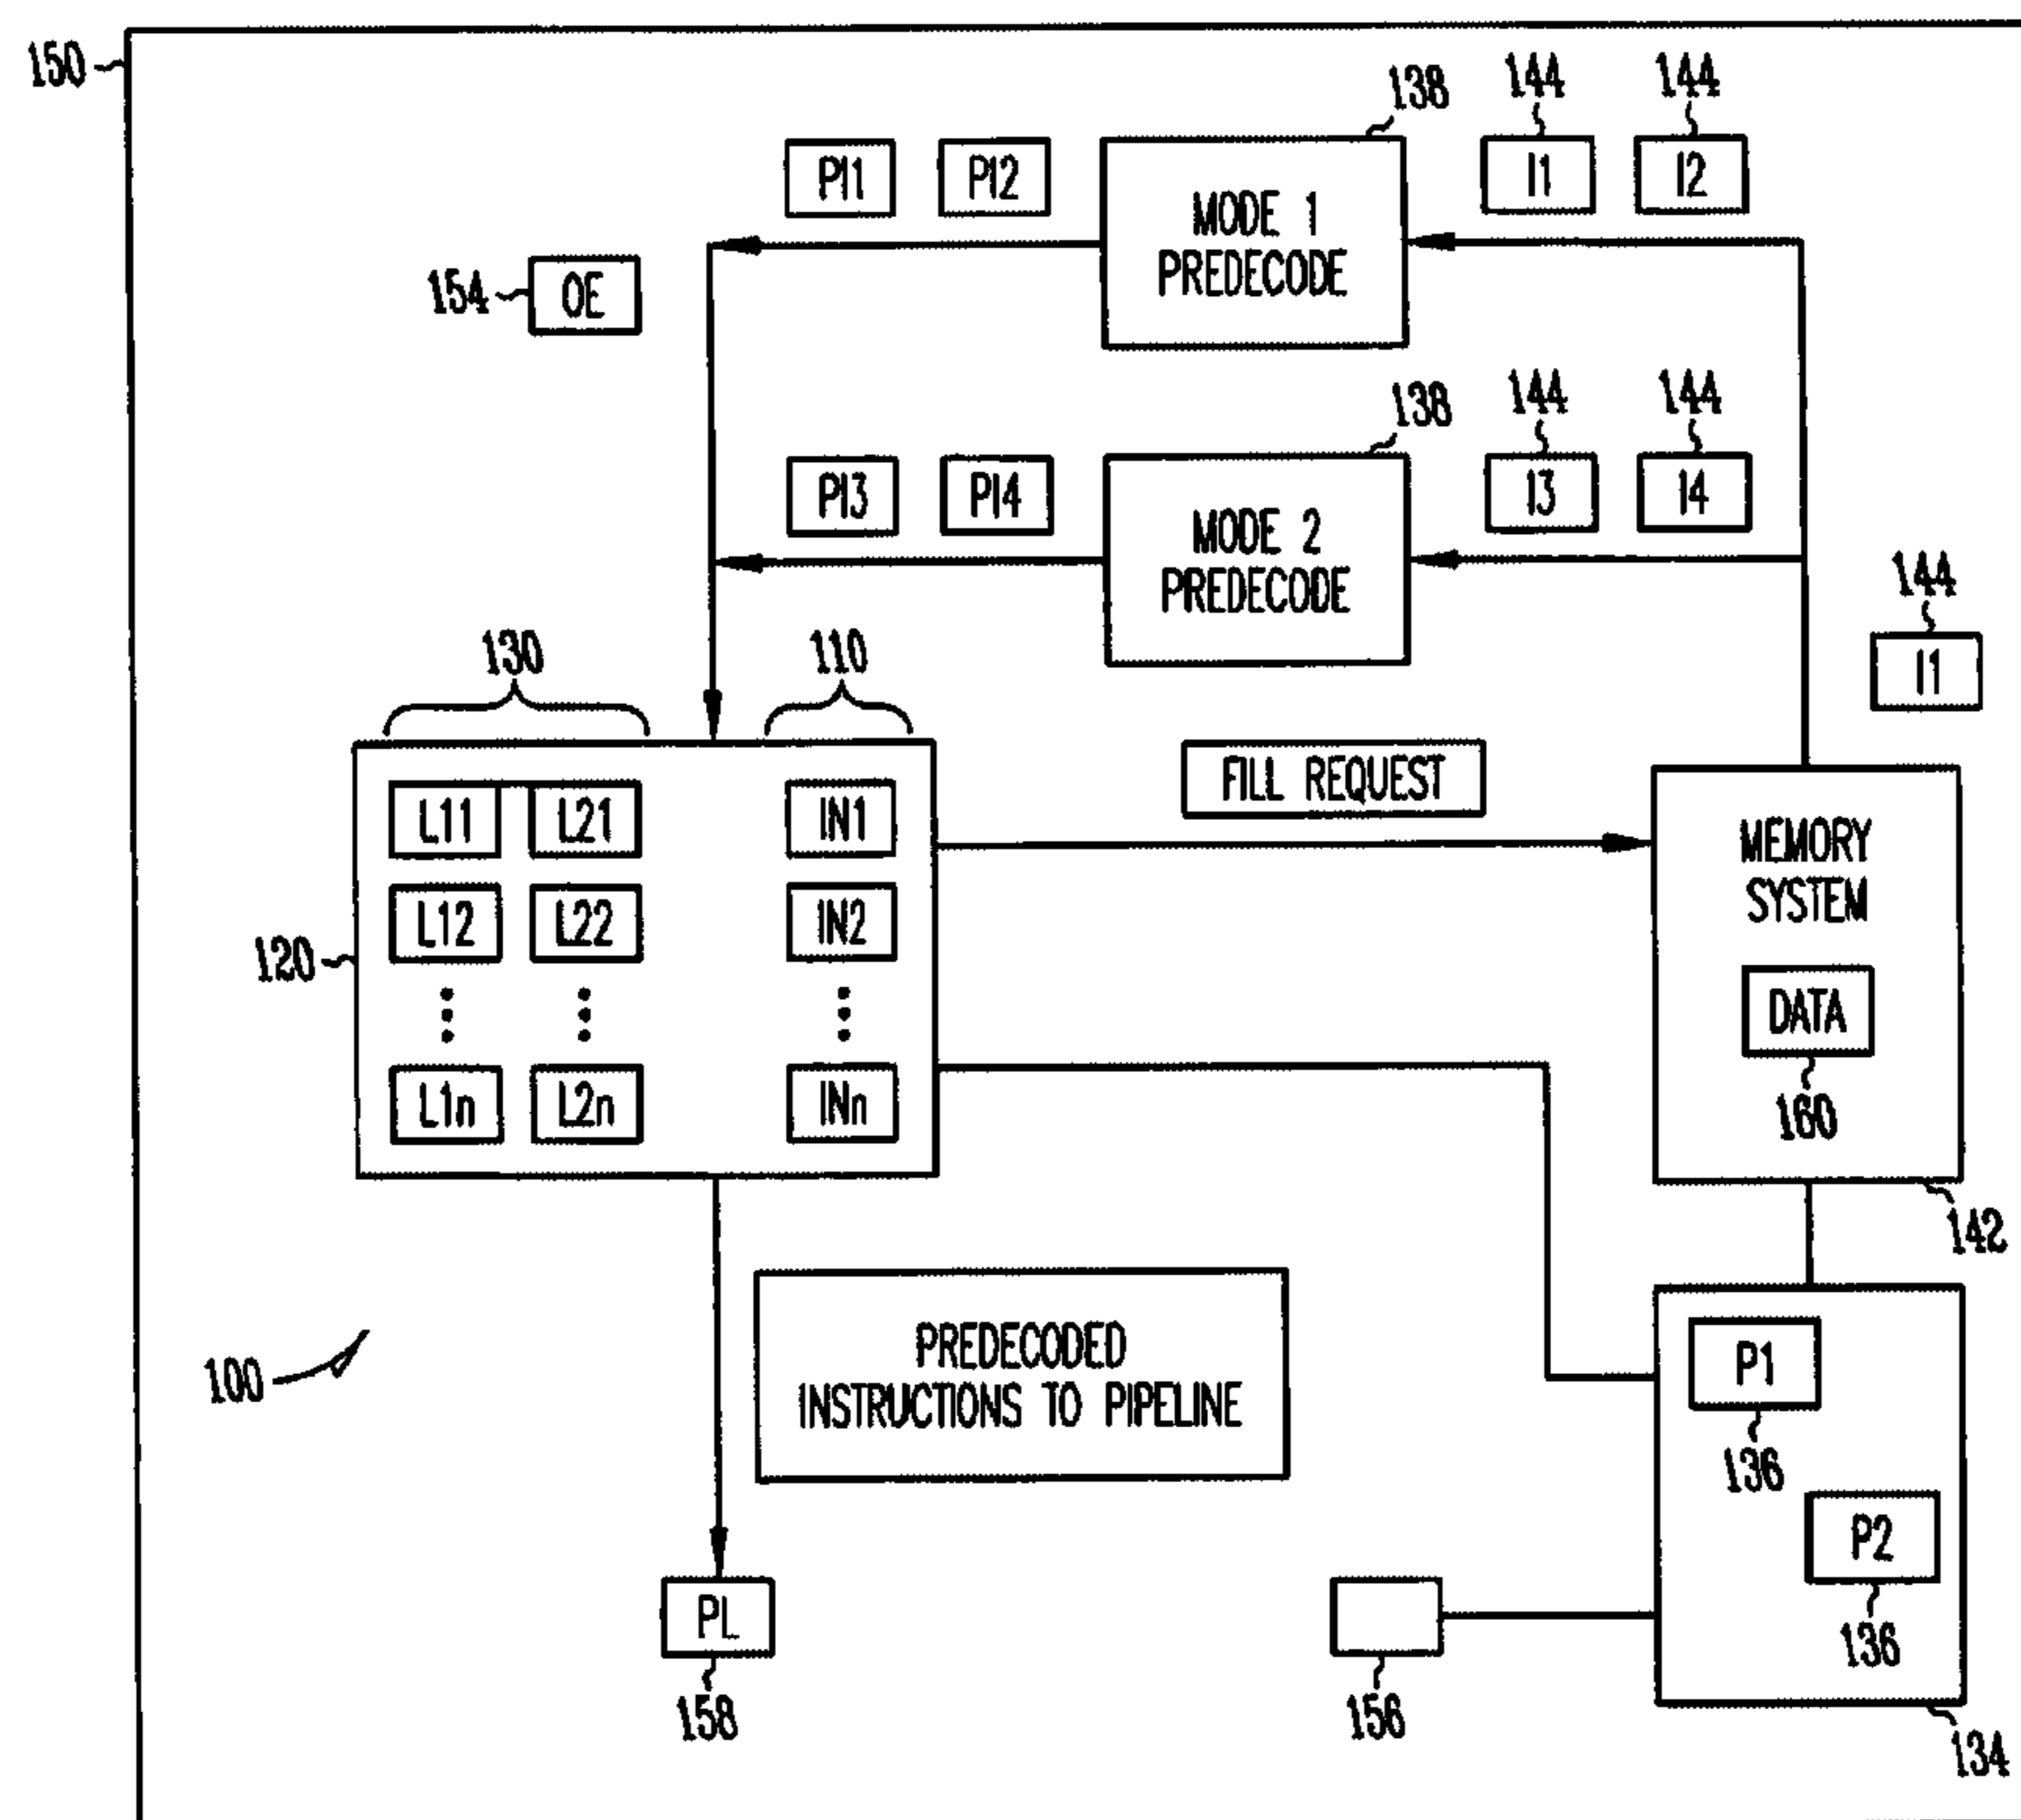 150
138
144
144
PI1
PI2
MODE 1
PREDECODE
I1
I2
154
OE
138
144
144
PI3
PI4
MODE 2
PREDECODE
I3
I4
144
I1
130
110
FILL REQUEST
L11
L21
IN1
L12
L22
IN2
120
L1n
L2n
INn
MEMORY
SYSTEM
DATA
160
142
100
PREDECODED
INSTRUCTIONS TO PIPELINE
P1
136
P2
136
PL
158
156
134